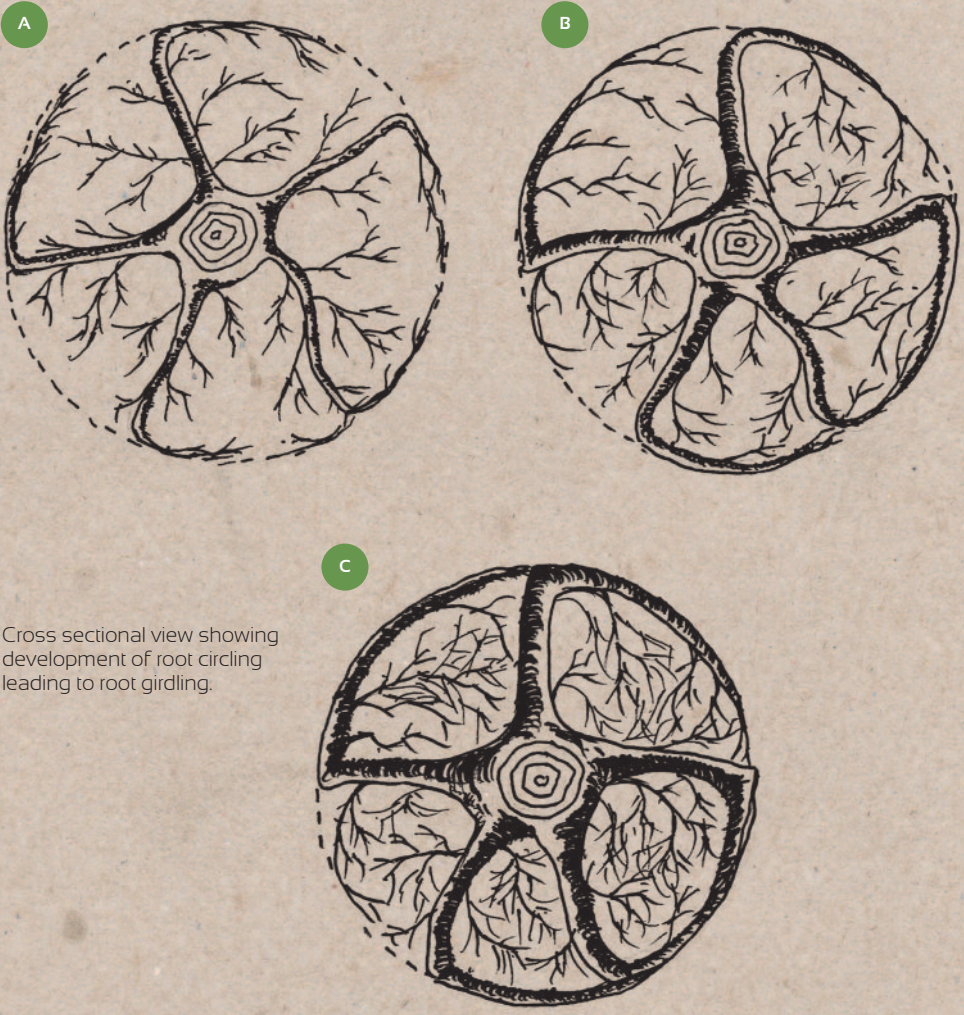 A
B
C
Cross sectional view showing
development of root circling
leading to root girdling.